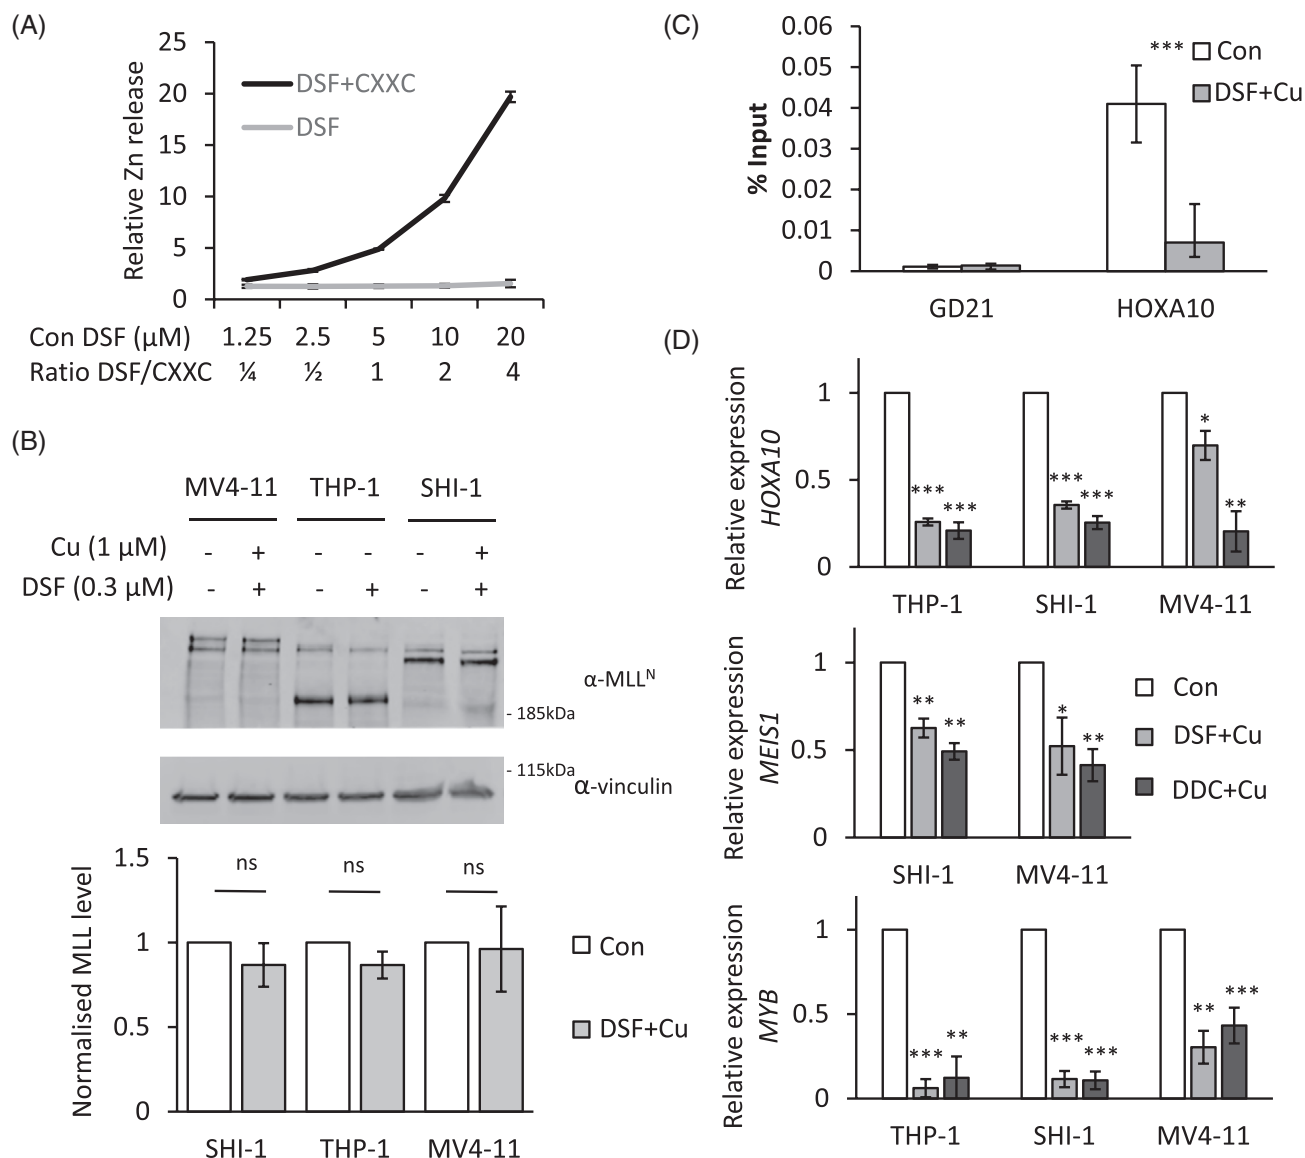 (A)
25
20
15
10
5
0
Relative Zn release
DSF+CXXC
DSF
Con DSF (µM) 1.25 2.5 5 10 20
Ratio DSF/CXXC ¼ ½ 1 2 4
(B)
MV4-11 THP-1 SHI-1
Cu (1 µM) - + - - - +
DSF (0.3 µM) - + - + - +
α-MLLᴺ
- 185kDa
- 115kDa
α-vinculin
1.5
1
0.5
0
Normalised MLL level
ns ns ns
Con
DSF+Cu
SHI-1 THP-1 MV4-11
(C)
0.06
0.05
0.04
0.03
0.02
0.01
0
% Input
*** Con
DSF+Cu
GD21 HOXA10
(D)
Relative expression
HOXA10
1
0.5
0
*** *** *** *** * **
THP-1 SHI-1 MV4-11
Relative expression
MEIS1
1
0.5
0
** ** * **
SHI-1 MV4-11
Con
DSF+Cu
DDC+Cu
Relative expression
MYB
1
0.5
0
*** ** *** *** ** ***
THP-1 SHI-1 MV4-11